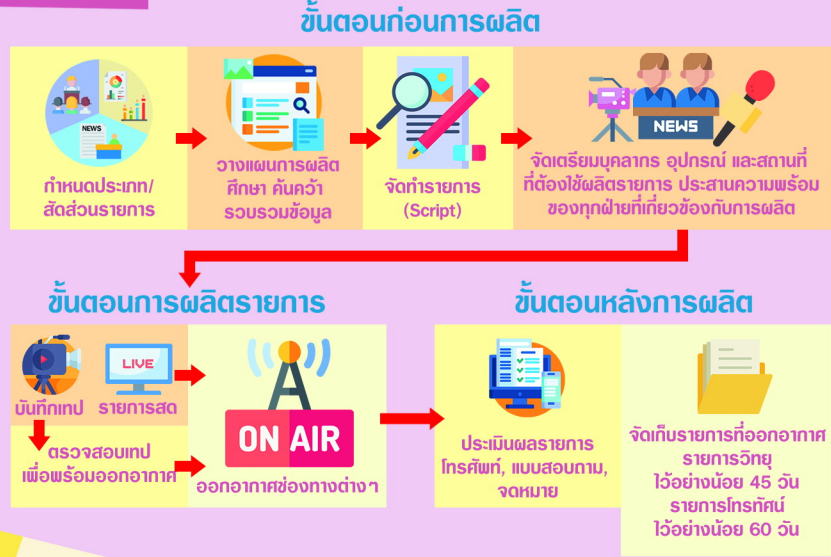 ขั้นตอนก่อนการผลิต
NEWS
NEWS
กำหนดประเภท/
สัดส่วนรายการ
วางแผนการผลิต
ศึกษา ค้นคว้า
รวบรวมข้อมูล
จัดทำรายการ
(Script)
จัดเตรียมบุคลากร อุปกรณ์ และสถานที่
ที่ต้องใช้ผลิตรายการ ประสานความพร้อม
ของทุกฝ่ายที่เกี่ยวข้องกับการผลิต
ขั้นตอนการผลิตรายการ
LIVE
บันทึกเทป
รายการสด
ตรวจสอบเทป
เพื่อพร้อมออกอากาศ
ON AIR
ออกอากาศช่องทางต่างๆ
ขั้นตอนหลังการผลิต
ประเมินผลรายการ
โทรศัพท์, แบบสอบถาม,
จดหมาย
จัดเก็บรายการที่ออกอากาศ
รายการวิทยุ
ไว้อย่างน้อย 45 วัน
รายการโทรทัศน์
ไว้อย่างน้อย 60 วัน